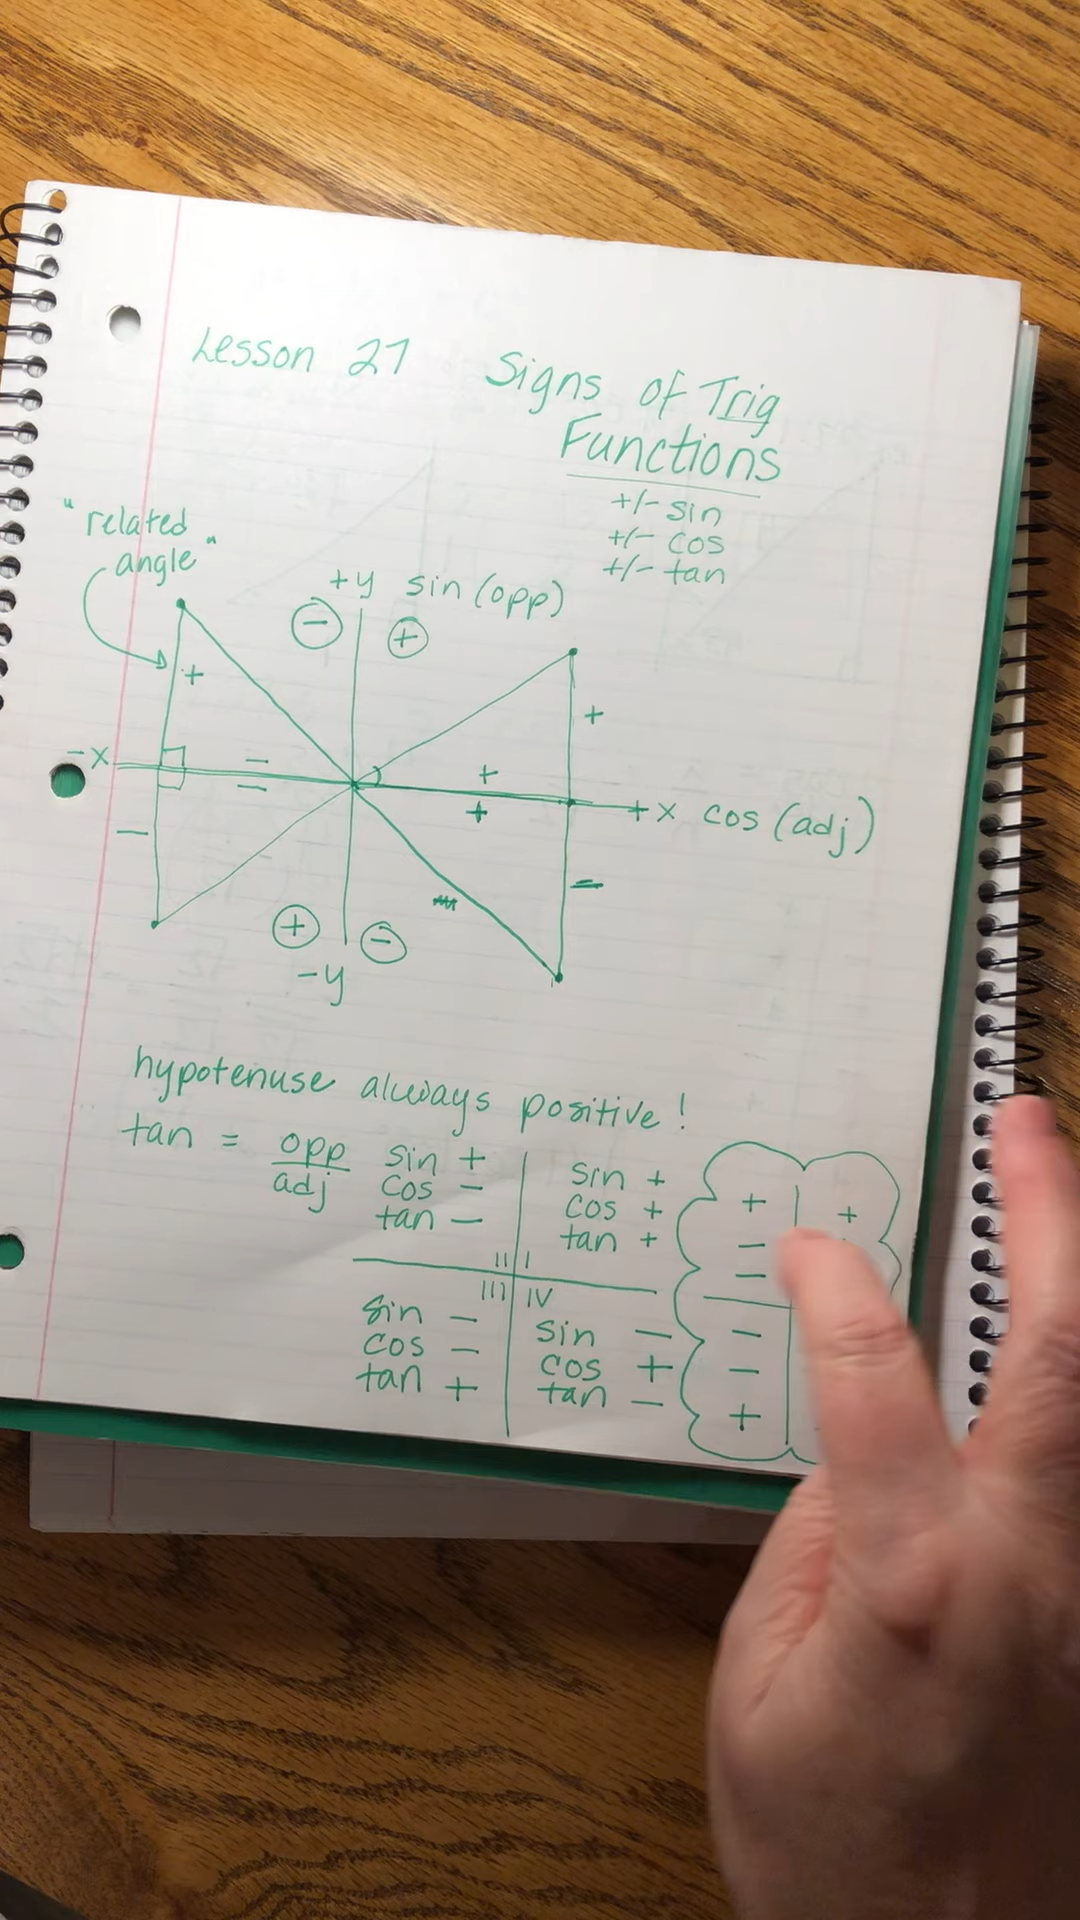 Lesson 27 Signs of Trig
Functions
+/- sin
+/- cos
+/- tan
"related
angle"
+y sin (opp)
− +
+ +
− +
-x +x cos (adj)
− +
− −
+ −
-y
hypotenuse always positive!
tan = opp
adj
sin +
cos −
tan −
II
sin +
cos +
tan +
I
sin −
cos −
tan +
III
sin −
cos +
tan −
IV
+ +
−
−
−
−
+